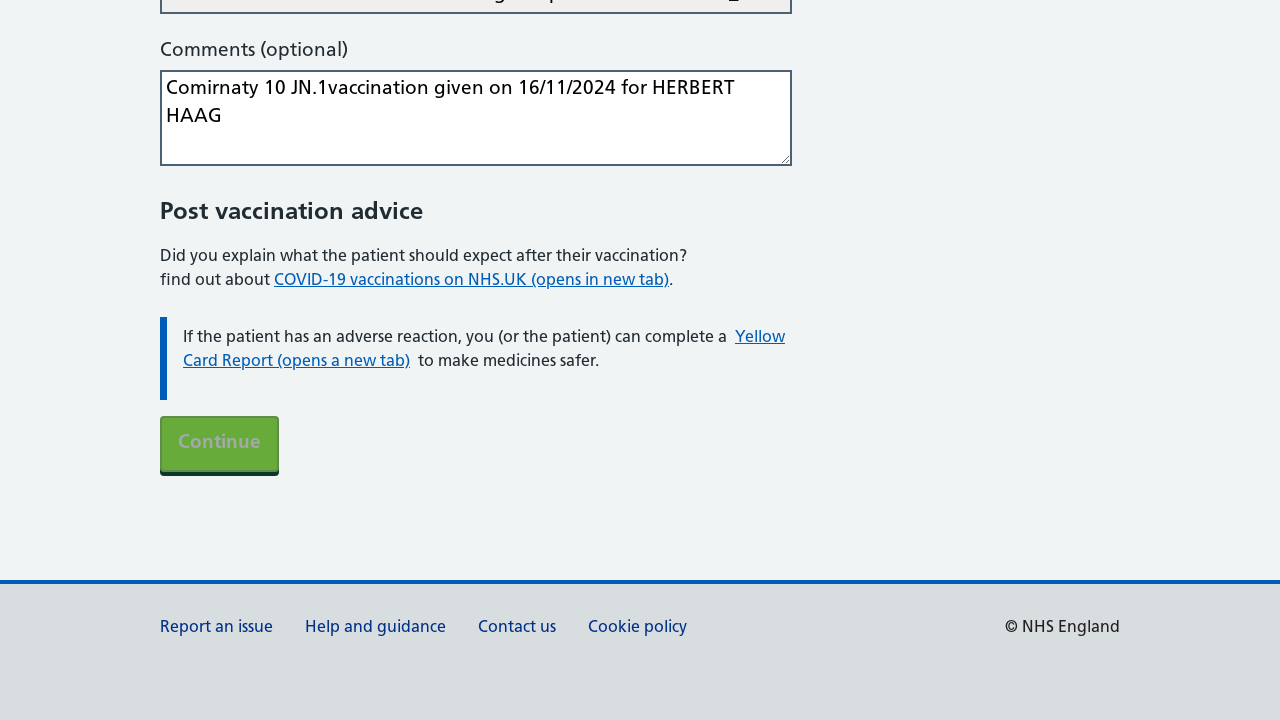 Comments (optional)
Comirnaty 10 JN.1vaccination given on 16/11/2024 for HERBERT
HAAG
Post vaccination advice
Did you explain what the patient should expect after their vaccination?
find out about COVID-19 vaccinations on NHS.UK (opens in new tab).
If the patient has an adverse reaction, you (or the patient) can complete a Yellow
Card Report (opens a new tab) to make medicines safer.
Continue
Report an issue Help and guidance Contact us Cookie policy © NHS England